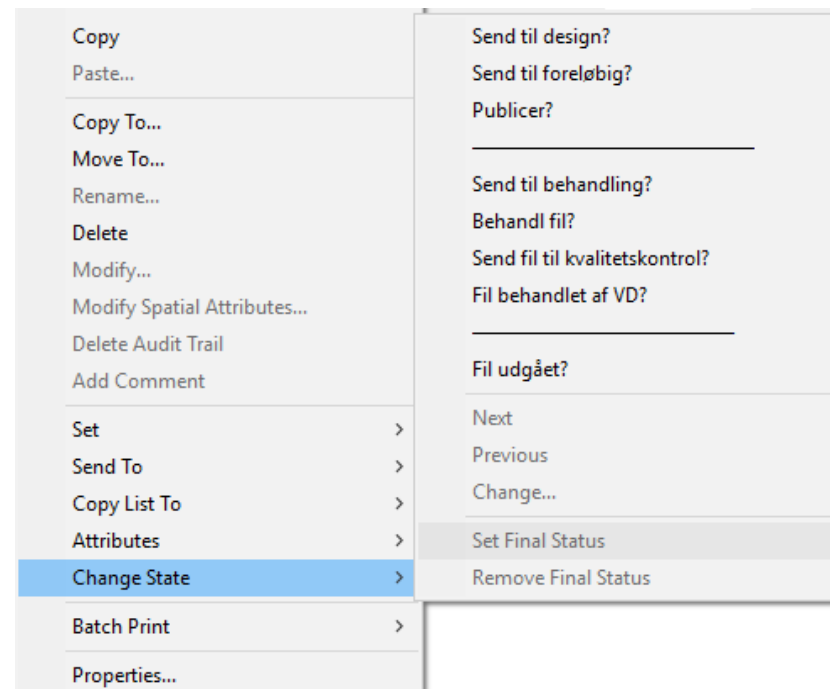 Copy
Paste...
Copy To...
Move To...
Rename...
Delete
Modify...
Modify Spatial Attributes...
Delete Audit Trail
Add Comment
Set
Send To
Copy List To
Attributes
Change State
Batch Print
Properties...
Send til design?
Send til foreløbig?
Publicer?
Send til behandling?
Behandl fil?
Send fil til kvalitetskontrol?
Fil behandlet af VD?
Fil udgået?
Next
Previous
Change...
Set Final Status
Remove Final Status